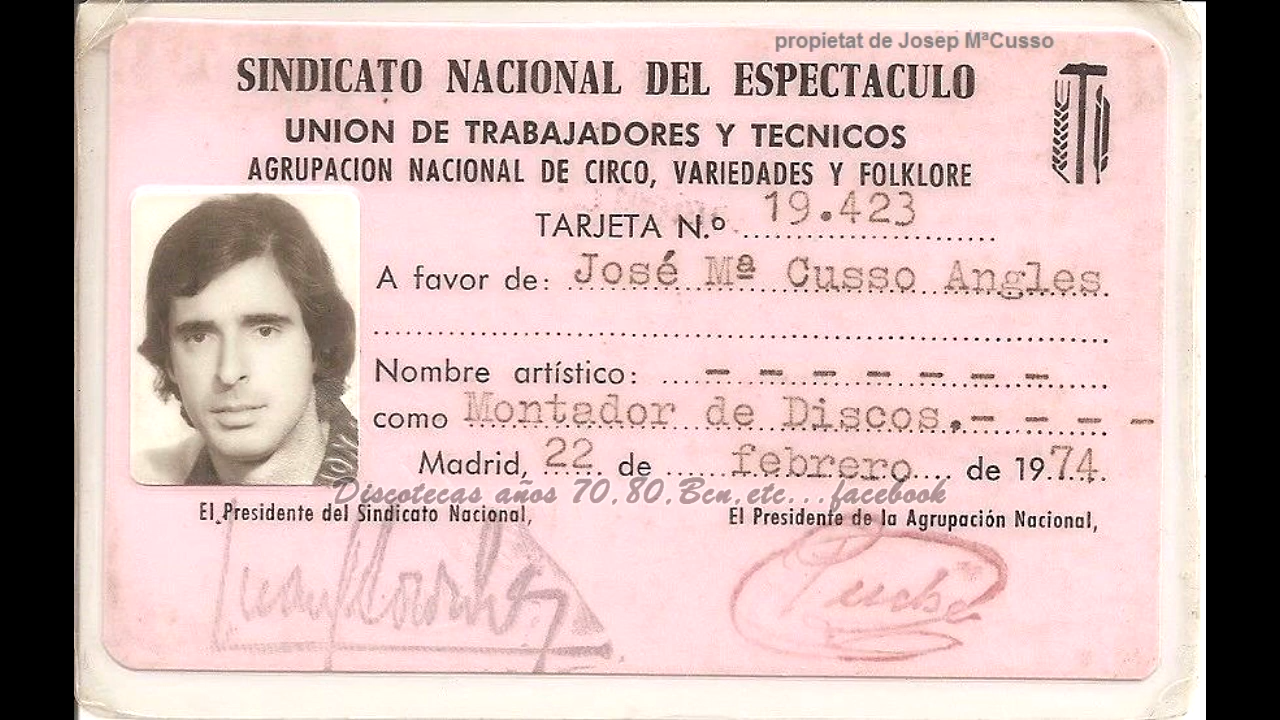 propietat de Josep MªCusso
SINDICATO NACIONAL DEL ESPECTACULO
UNION DE TRABAJADORES Y TECNICOS
AGRUPACION NACIONAL DE CIRCO, VARIEDADES Y FOLKLORE
TARJETA N.º 19.423
A favor de: José Mª Cusso Angles
Nombre artístico: - - - - - - -
como Montador de Discos.- - - -
Madrid, 22 de febrero de 1974.
Discotecas años 70,80,Bcn,etc...facebook
El Presidente del Sindicato Nacional,
El Presidente de la Agrupación Nacional,